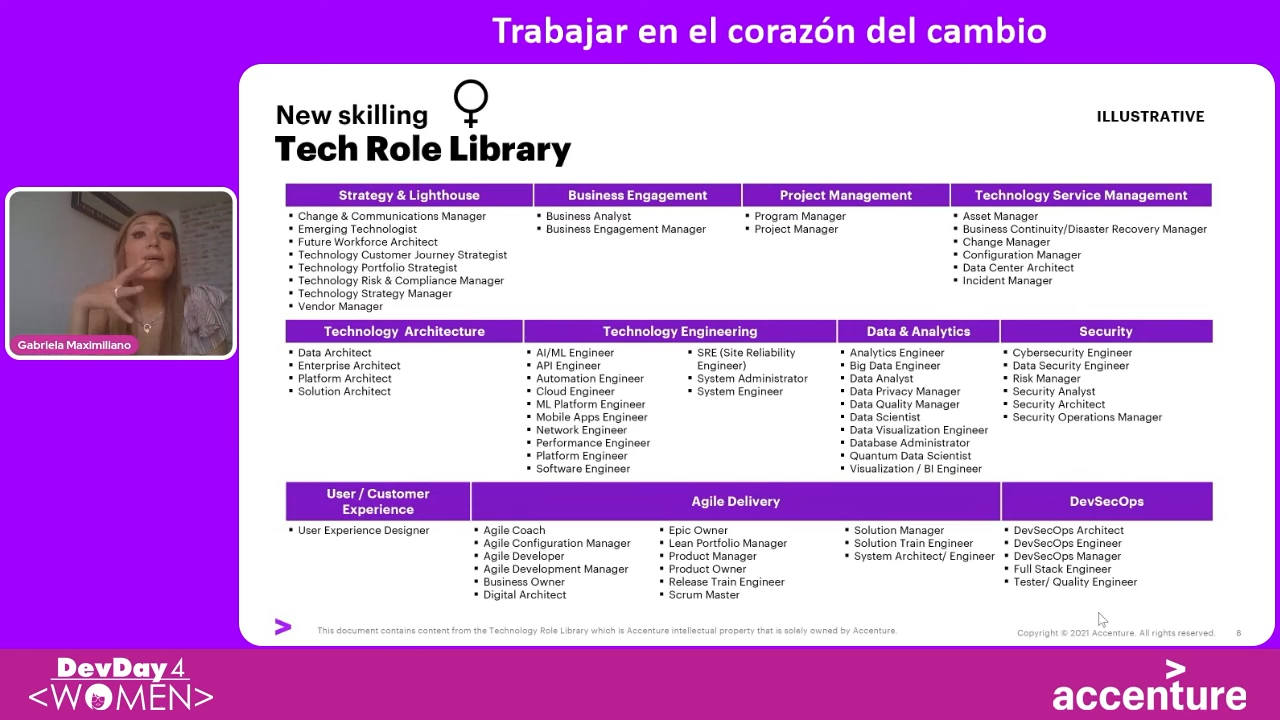 Trabajar en el corazón del cambio
New skilling
Tech Role Library
ILLUSTRATIVE
Strategy & Lighthouse
▪ Change & Communications Manager
▪ Emerging Technologist
▪ Future Workforce Architect
▪ Technology Customer Journey Strategist
▪ Technology Portfolio Strategist
▪ Technology Risk & Compliance Manager
▪ Technology Strategy Manager
▪ Vendor Manager
Business Engagement
▪ Business Analyst
▪ Business Engagement Manager
Project Management
▪ Program Manager
▪ Project Manager
Technology Service Management
▪ Asset Manager
▪ Business Continuity/Disaster Recovery Manager
▪ Change Manager
▪ Configuration Manager
▪ Data Center Architect
▪ Incident Manager
Technology Architecture
▪ Data Architect
▪ Enterprise Architect
▪ Platform Architect
▪ Solution Architect
Technology Engineering
▪ AI/ML Engineer
▪ API Engineer
▪ Automation Engineer
▪ Cloud Engineer
▪ ML Platform Engineer
▪ Mobile Apps Engineer
▪ Network Engineer
▪ Performance Engineer
▪ Platform Engineer
▪ Software Engineer
▪ SRE (Site Reliability
Engineer)
▪ System Administrator
▪ System Engineer
Data & Analytics
▪ Analytics Engineer
▪ Big Data Engineer
▪ Data Analyst
▪ Data Privacy Manager
▪ Data Quality Manager
▪ Data Scientist
▪ Data Visualization Engineer
▪ Database Administrator
▪ Quantum Data Scientist
▪ Visualization / BI Engineer
Security
▪ Cybersecurity Engineer
▪ Data Security Engineer
▪ Risk Manager
▪ Security Analyst
▪ Security Architect
▪ Security Operations Manager
User / Customer
Experience
▪ User Experience Designer
Agile Delivery
▪ Agile Coach
▪ Agile Configuration Manager
▪ Agile Developer
▪ Agile Development Manager
▪ Business Owner
▪ Digital Architect
▪ Epic Owner
▪ Lean Portfolio Manager
▪ Product Manager
▪ Product Owner
▪ Release Train Engineer
▪ Scrum Master
▪ Solution Manager
▪ Solution Train Engineer
▪ System Architect/ Engineer
DevSecOps
▪ DevSecOps Architect
▪ DevSecOps Engineer
▪ DevSecOps Manager
▪ Full Stack Engineer
▪ Tester/ Quality Engineer
This document contains content from the Technology Role Library which is Accenture intellectual property that is solely owned by Accenture.
Copyright © 2021 Accenture. All rights reserved. 8
Gabriela Maximiliano
DevDay 4
<WOMEN>
accenture